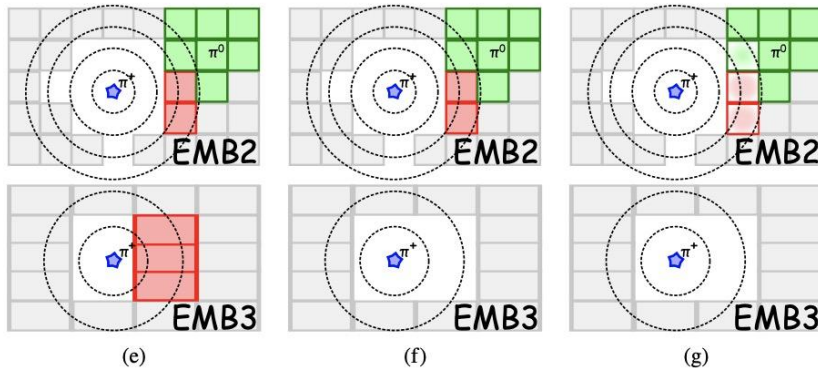 π⁰ π⁰ π⁰
π⁺ π⁺ π⁺
EMB2 EMB2 EMB2
π⁺ π⁺ π⁺
EMB3 EMB3 EMB3
(e) (f) (g)